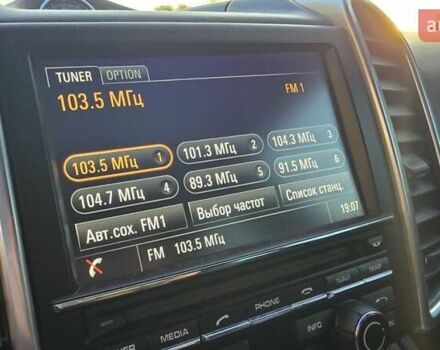 TUNER OPTION
103.5 МГц
FM 1
103.5 МГц 1
101.3 МГц 2
104.3 МГц 3
104.7 МГц 4
89.3 МГц 5
91.5 МГц 6
Авт.сох. FM1
Выбор частот
Список станц.
FM 103.5 МГц
19:07
TUNER
MEDIA
PHONE
NAVI
MAP
INFO